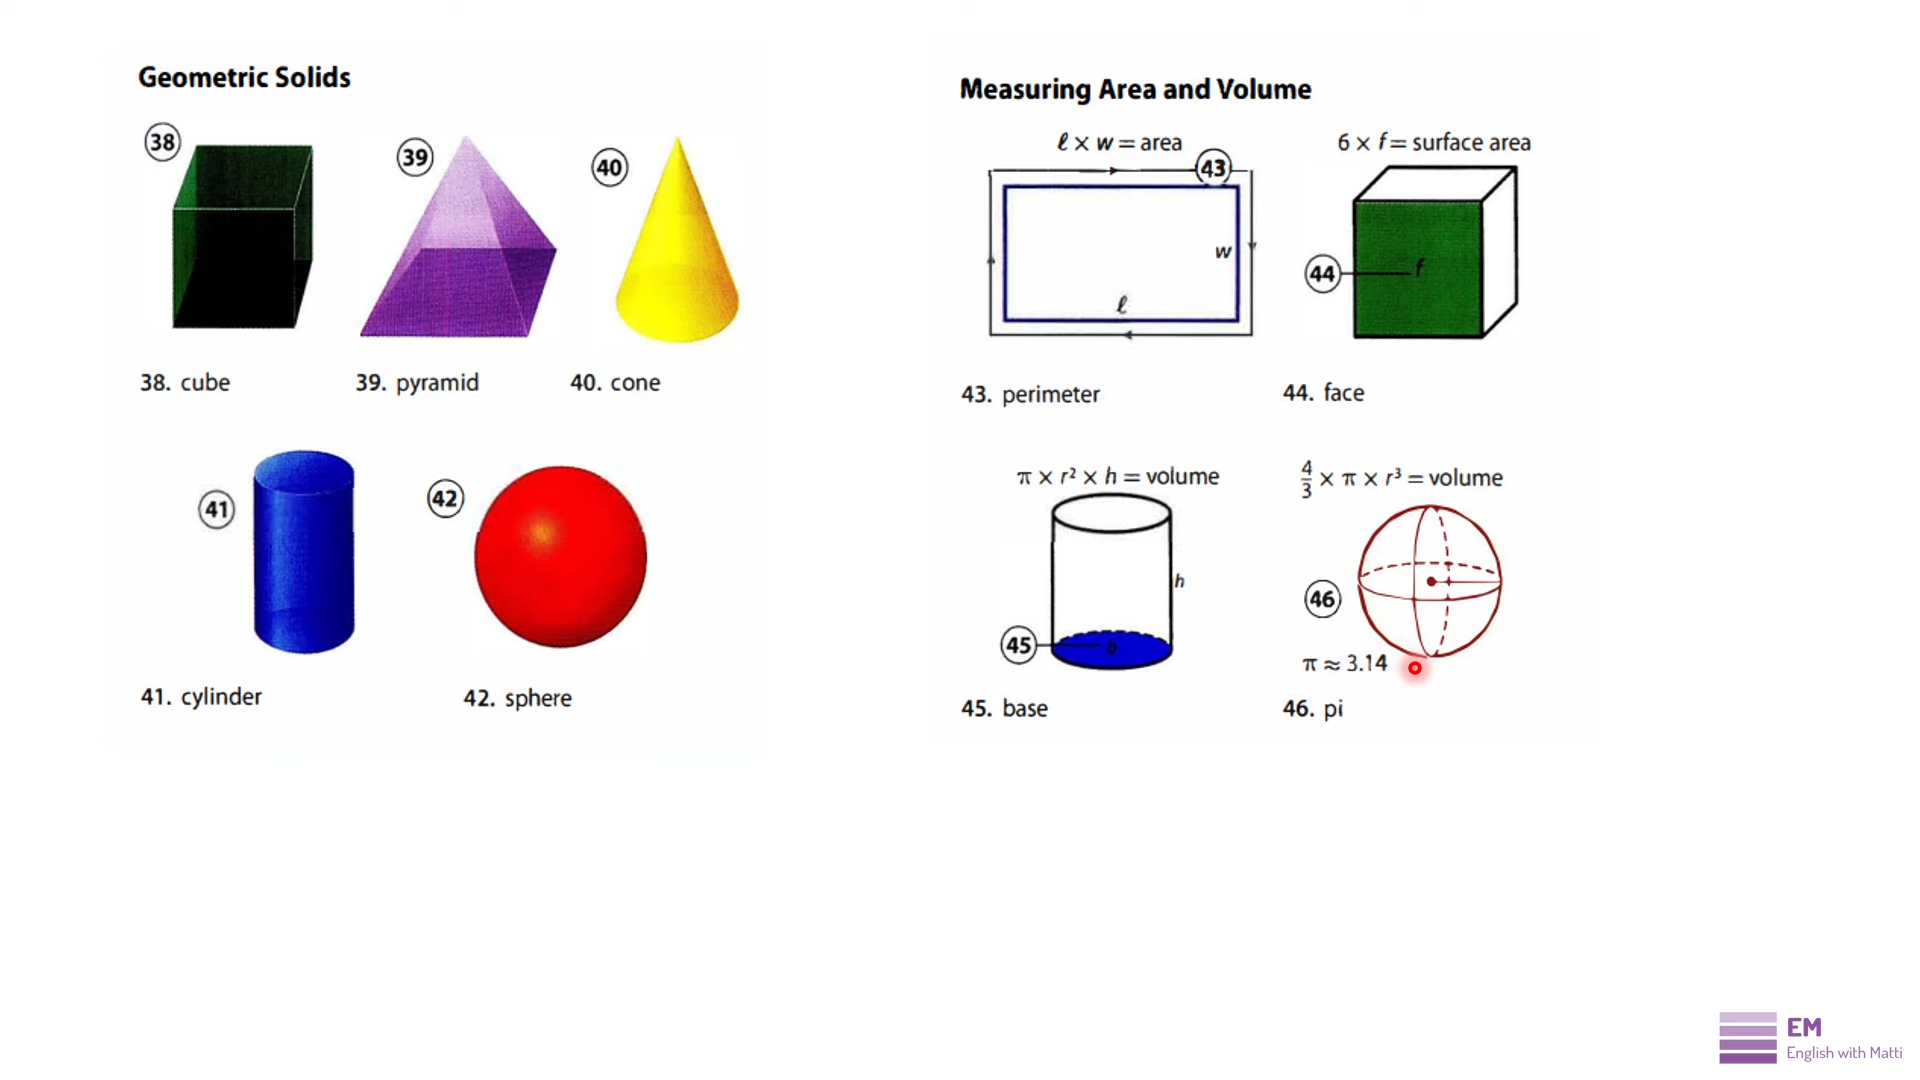 Geometric Solids
38
39
40
38. cube
39. pyramid
40. cone
41
42
41. cylinder
42. sphere
Measuring Area and Volume
ℓ × w = area
43
w
ℓ
6 × f = surface area
44
f
43. perimeter
44. face
π × r² × h = volume
h
45
b
4/3 × π × r³ = volume
46
π ≈ 3.14
45. base
46. pi
EM
English with Matti